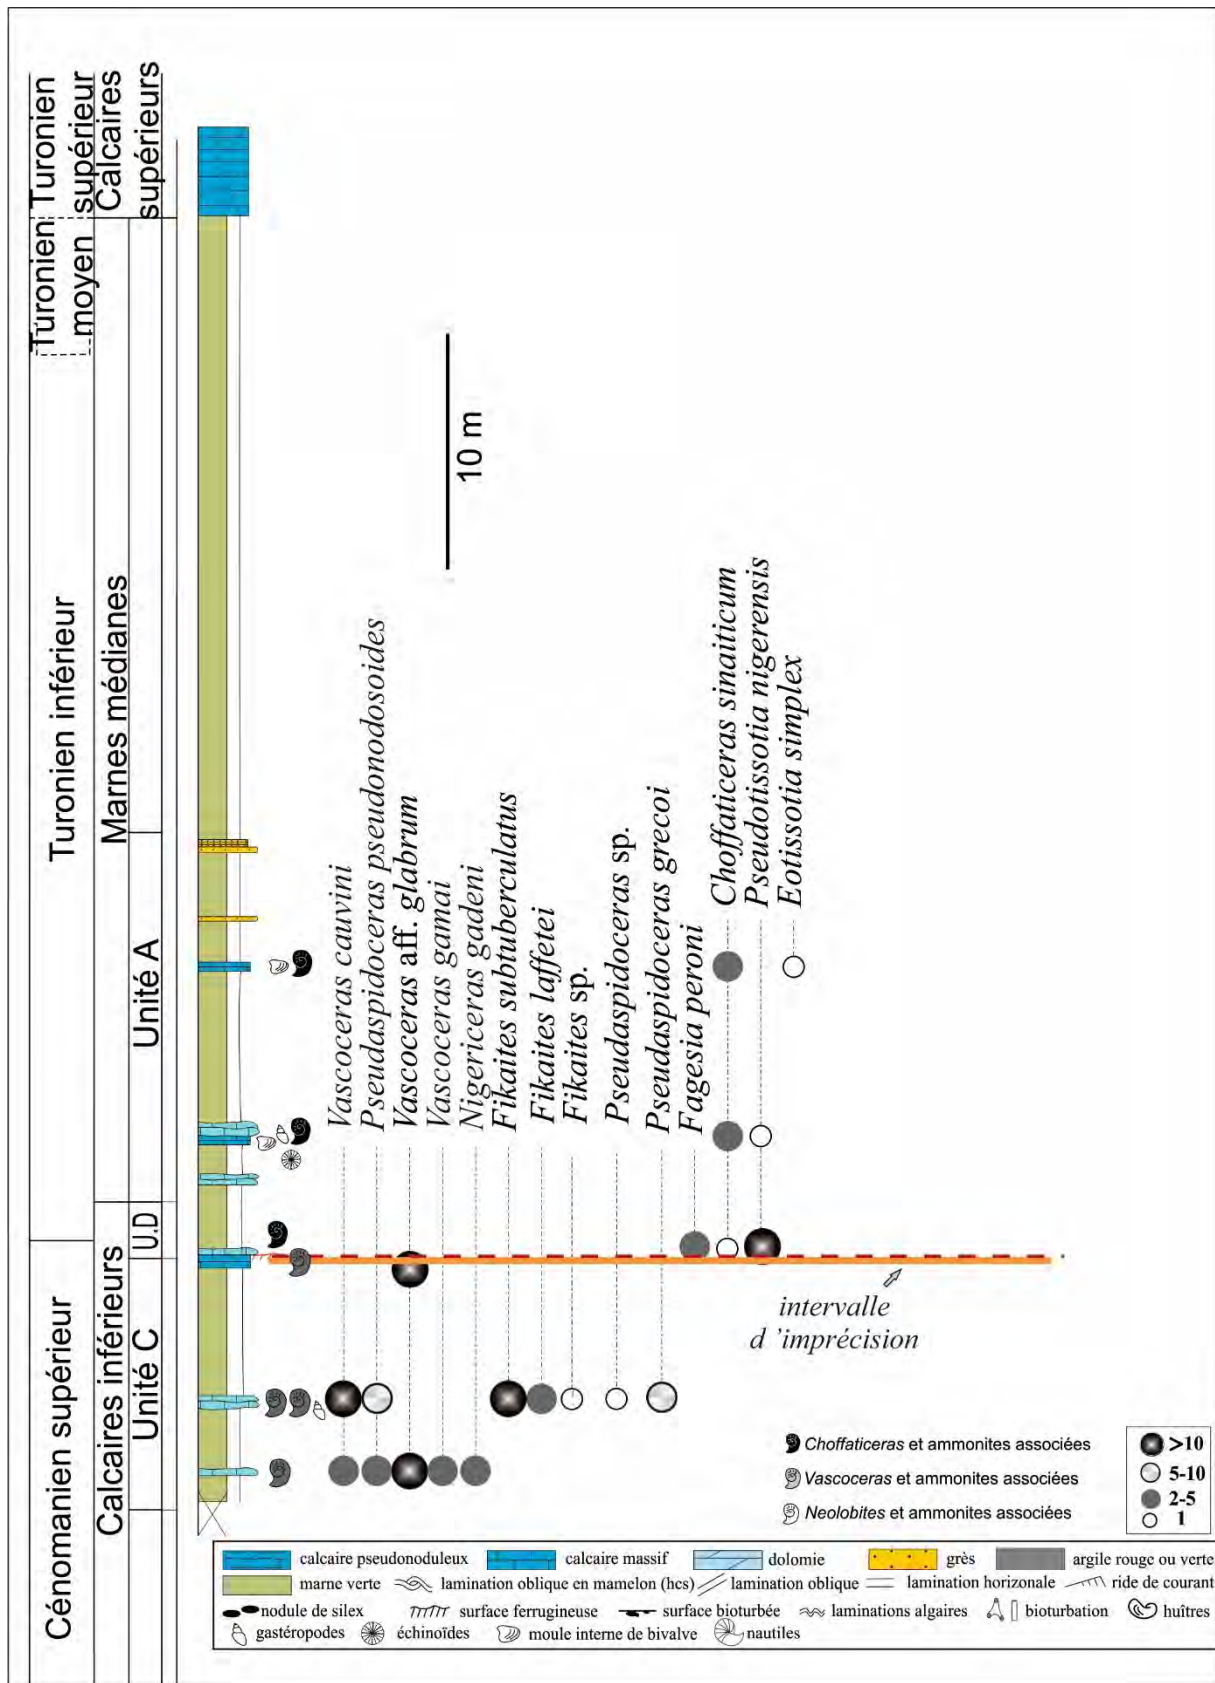 Turonien
supérieur
Calcaires
supérieurs
Turonien
moyen
Turonien inférieur
Marnes médianes
Unité A
U.D
Cénomanien supérieur
Calcaires inférieurs
Unité C
10 m
Vascoceras cauvini
Pseudaspidoceras pseudonodosoides
Vascoceras aff. glabrum
Vascoceras gamai
Nigericeras gadeni
Fikaites subtuberculatus
Fikaites laffetei
Fikaites sp.
Pseudaspidoceras sp.
Pseudaspidoceras grecoi
Fagesia peroni
Choffaticeras sinaiticum
Pseudotissotia nigerensis
Eotissotia simplex
intervalle
d ’imprécision
Choffaticeras et ammonites associées
Vascoceras et ammonites associées
Neolobites et ammonites associées
>10
5-10
2-5
1
calcaire pseudonoduleux calcaire massif dolomie grès argile rouge ou verte
marne verte lamination oblique en mamelon (hcs) lamination oblique lamination horizonale ride de courant
nodule de silex surface ferrugineuse surface bioturbée laminations algaires bioturbation huîtres
gastéropodes échinoïdes moule interne de bivalve nautiles